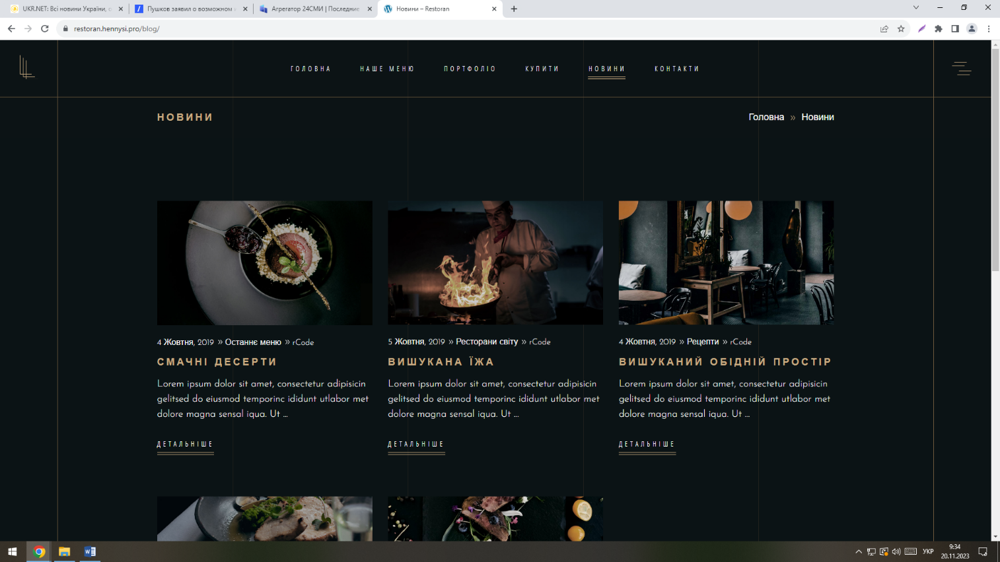 UKR.NET: Всі новини України, о
Пушков заявил о возможном
Агрегатор 24СМИ | Последние
Новини – Restoran
restoran.hennysi.pro/blog/
ГОЛОВНА
НАШЕ МЕНЮ
ПОРТФОЛІО
КУПИТИ
НОВИНИ
КОНТАКТИ
НОВИНИ
Головна » Новини
4 Жовтня, 2019 » Останнє меню » rCode
СМАЧНІ ДЕСЕРТИ
Lorem ipsum dolor sit amet, consectetur adipisicin
gelitsed do eiusmod temporinc ididunt utlabor met
dolore magna sensal iqua. Ut ...
ДЕТАЛЬНІШЕ
5 Жовтня, 2019 » Ресторани світу » rCode
ВИШУКАНА ЇЖА
Lorem ipsum dolor sit amet, consectetur adipisicin
gelitsed do eiusmod temporinc ididunt utlabor met
dolore magna sensal iqua. Ut ...
ДЕТАЛЬНІШЕ
4 Жовтня, 2019 » Рецепти » rCode
ВИШУКАНИЙ ОБІДНІЙ ПРОСТІР
Lorem ipsum dolor sit amet, consectetur adipisicin
gelitsed do eiusmod temporinc ididunt utlabor met
dolore magna sensal iqua. Ut ...
ДЕТАЛЬНІШЕ
УКР
9:34
20.11.2023